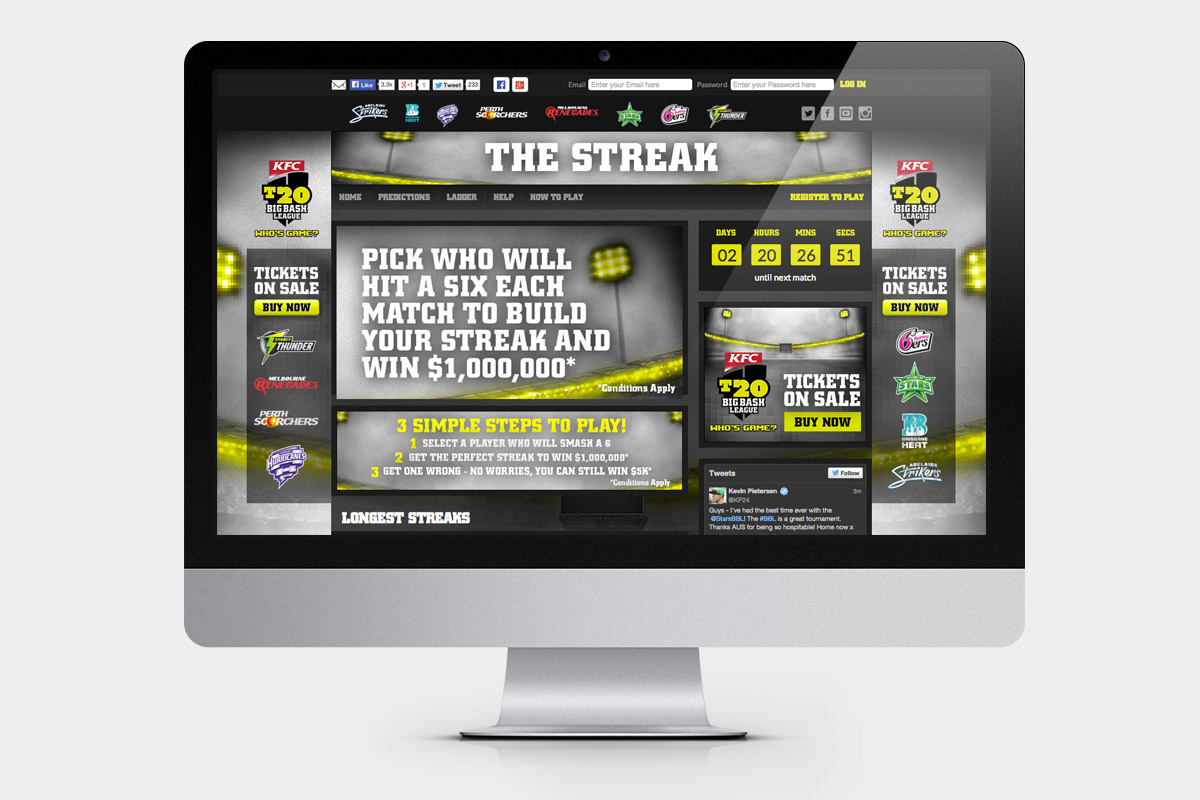 Like 3.3k +1 5 Tweet 233
Email Enter your Email here Password Enter your Password here LOG IN
ADELAIDE Strikers BRISBANE HEAT HURRICANES PERTH SCORCHERS MELBOURNE RENEGADES STARS 6ers SYDNEY THUNDER
THE STREAK
HOME PREDICTIONS LADDER HELP HOW TO PLAY REGISTER TO PLAY
KFC
T20
BIG BASH
LEAGUE
WHO'S GAME?
TICKETS
ON SALE
BUY NOW
SYDNEY
THUNDER
MELBOURNE
RENEGADES
PERTH
SCORCHERS
HURRICANES
PICK WHO WILL
HIT A SIX EACH
MATCH TO BUILD
YOUR STREAK AND
WIN $1,000,000*
*Conditions Apply
3 SIMPLE STEPS TO PLAY!
1 SELECT A PLAYER WHO WILL SMASH A 6
2 GET THE PERFECT STREAK TO WIN $1,000,000*
3 GET ONE WRONG - NO WORRIES, YOU CAN STILL WIN $5K*
*Conditions Apply
LONGEST STREAKS
DAYS HOURS MINS SECS
02 20 26 51
until next match
KFC
T20
BIG BASH
LEAGUE
WHO'S GAME?
TICKETS
ON SALE
BUY NOW
Tweets Follow
Kevin Pietersen 3m
@KP24
Guys - I've had the best time ever with the
@StarsBBL! The #BBL is a great tournament.
Thanks AUS for being so hospitable! Home now x
KFC
T20
BIG BASH
LEAGUE
WHO'S GAME?
TICKETS
ON SALE
BUY NOW
6ers
STARS
BRISBANE
HEAT
ADELAIDE
Strikers